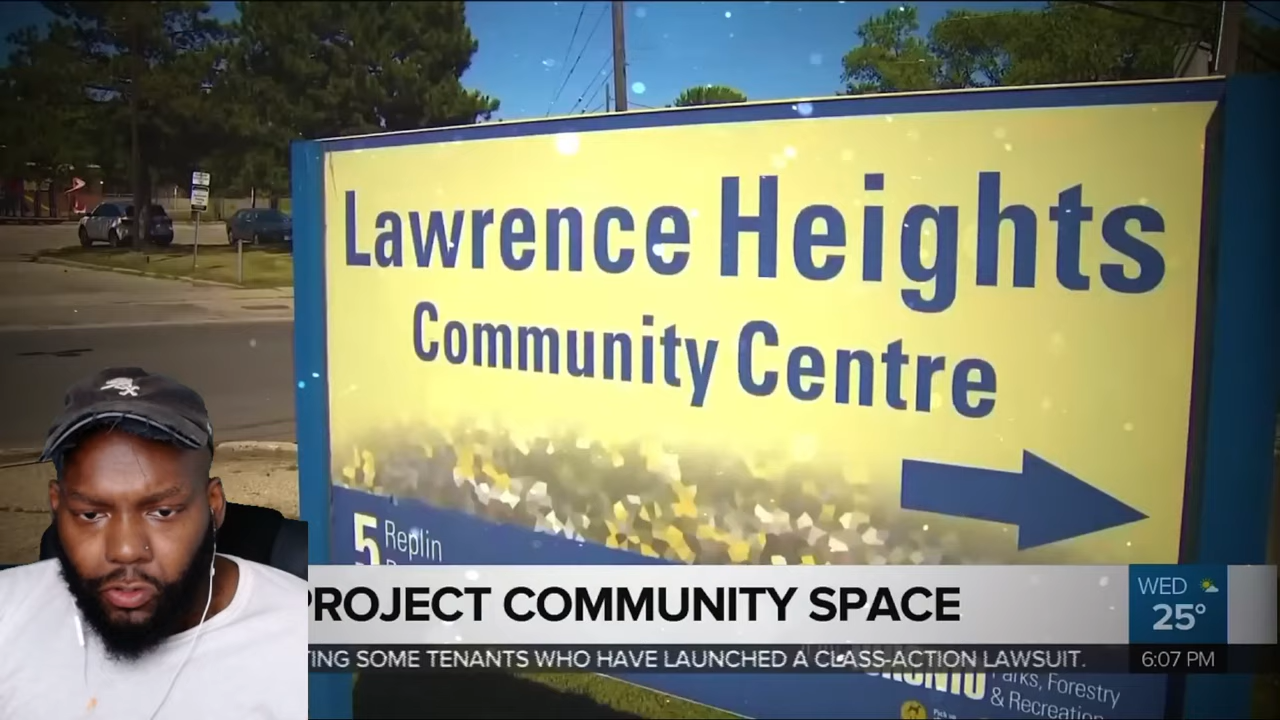 Lawrence Heights
Community Centre
5 Replin
PROJECT COMMUNITY SPACE
WED
25°
TING SOME TENANTS WHO HAVE LAUNCHED A CLASS-ACTION LAWSUIT.
6:07 PM
TORONTO Parks, Forestry
& Recreation